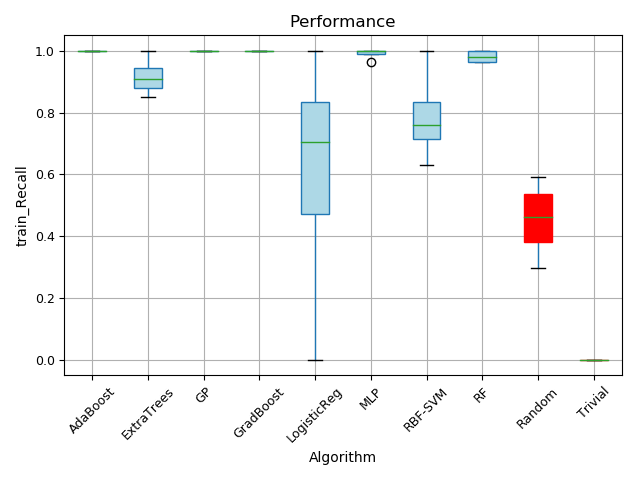 Performance
train_Recall
1.0
0.8
0.6
0.4
0.2
0.0
AdaBoost
ExtraTrees
GP
GradBoost
LogisticReg
MLP
RBF-SVM
RF
Random
Trivial
Algorithm